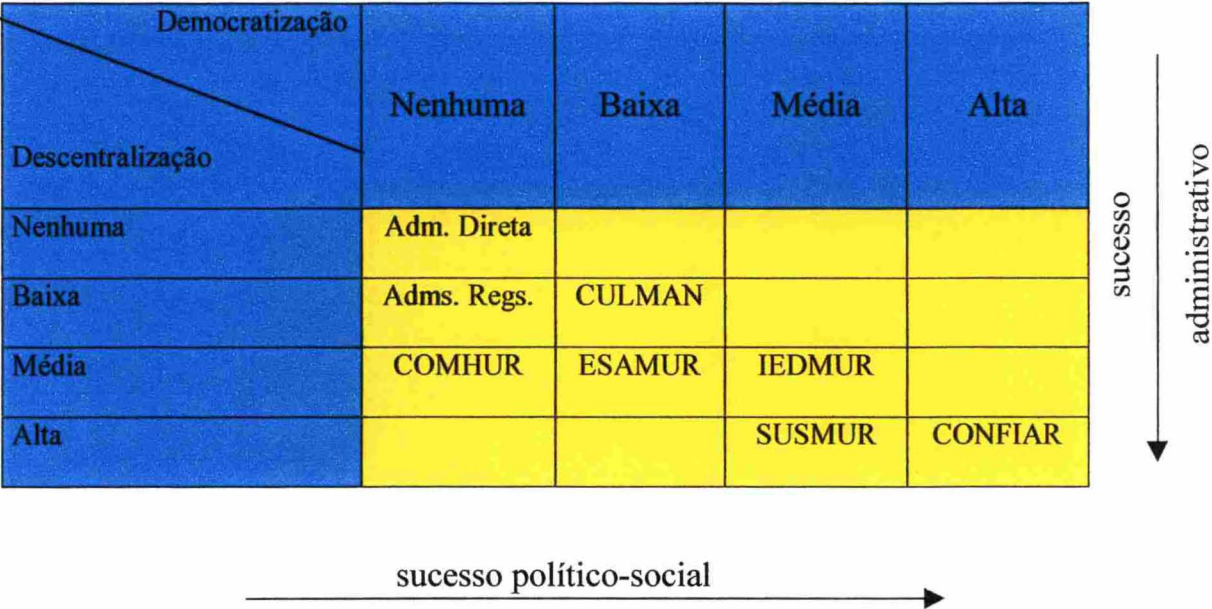 Democratização
Descentralização
Nenhuma Baixa Média Alta
Nenhuma Adm. Direta
Baixa Adms. Regs. CULMAN
Média COMHUR ESAMUR IEDMUR
Alta SUSMUR CONFIAR
sucesso
administrativo
sucesso político-social